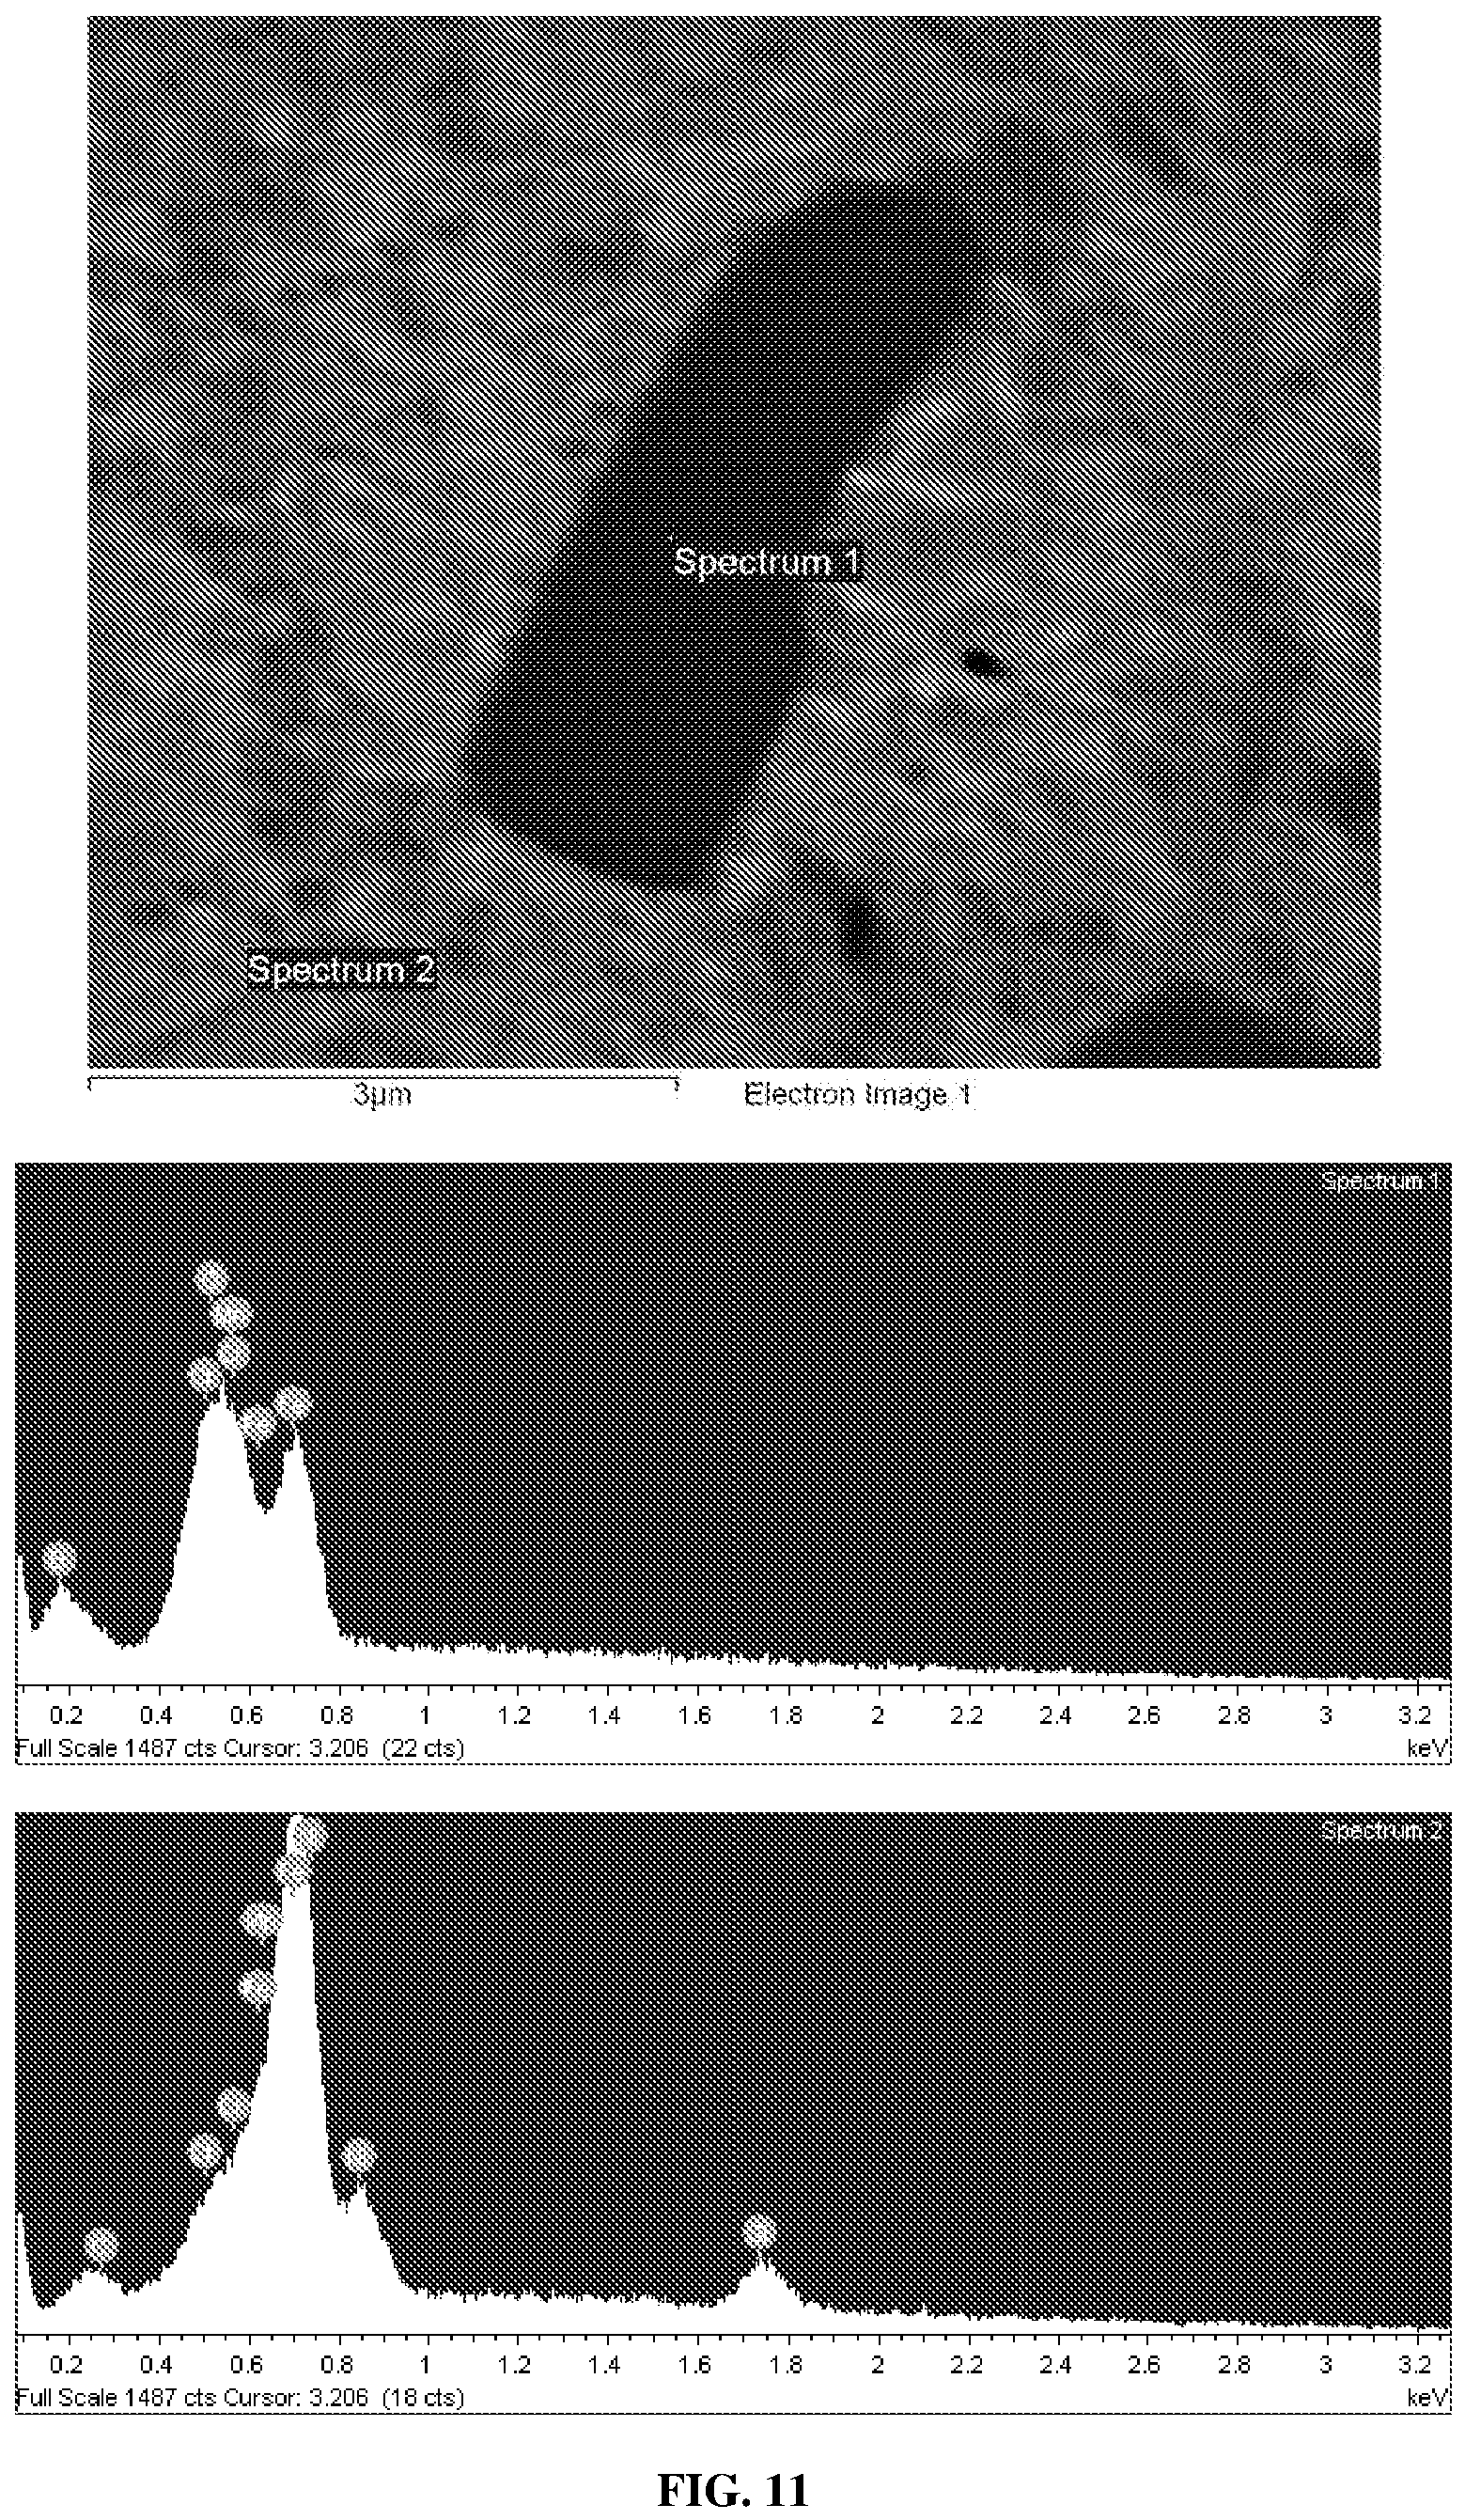 Spectrum 1
Spectrum 2
3µm
Electron Image 1
Spectrum 1
0.2 0.4 0.6 0.8 1 1.2 1.4 1.6 1.8 2 2.2 2.4 2.6 2.8 3 3.2
Full Scale 1487 cts Cursor: 3.206 (22 cts)
keV
Spectrum 2
0.2 0.4 0.6 0.8 1 1.2 1.4 1.6 1.8 2 2.2 2.4 2.6 2.8 3 3.2
Full Scale 1487 cts Cursor: 3.206 (18 cts)
keV
FIG. 11